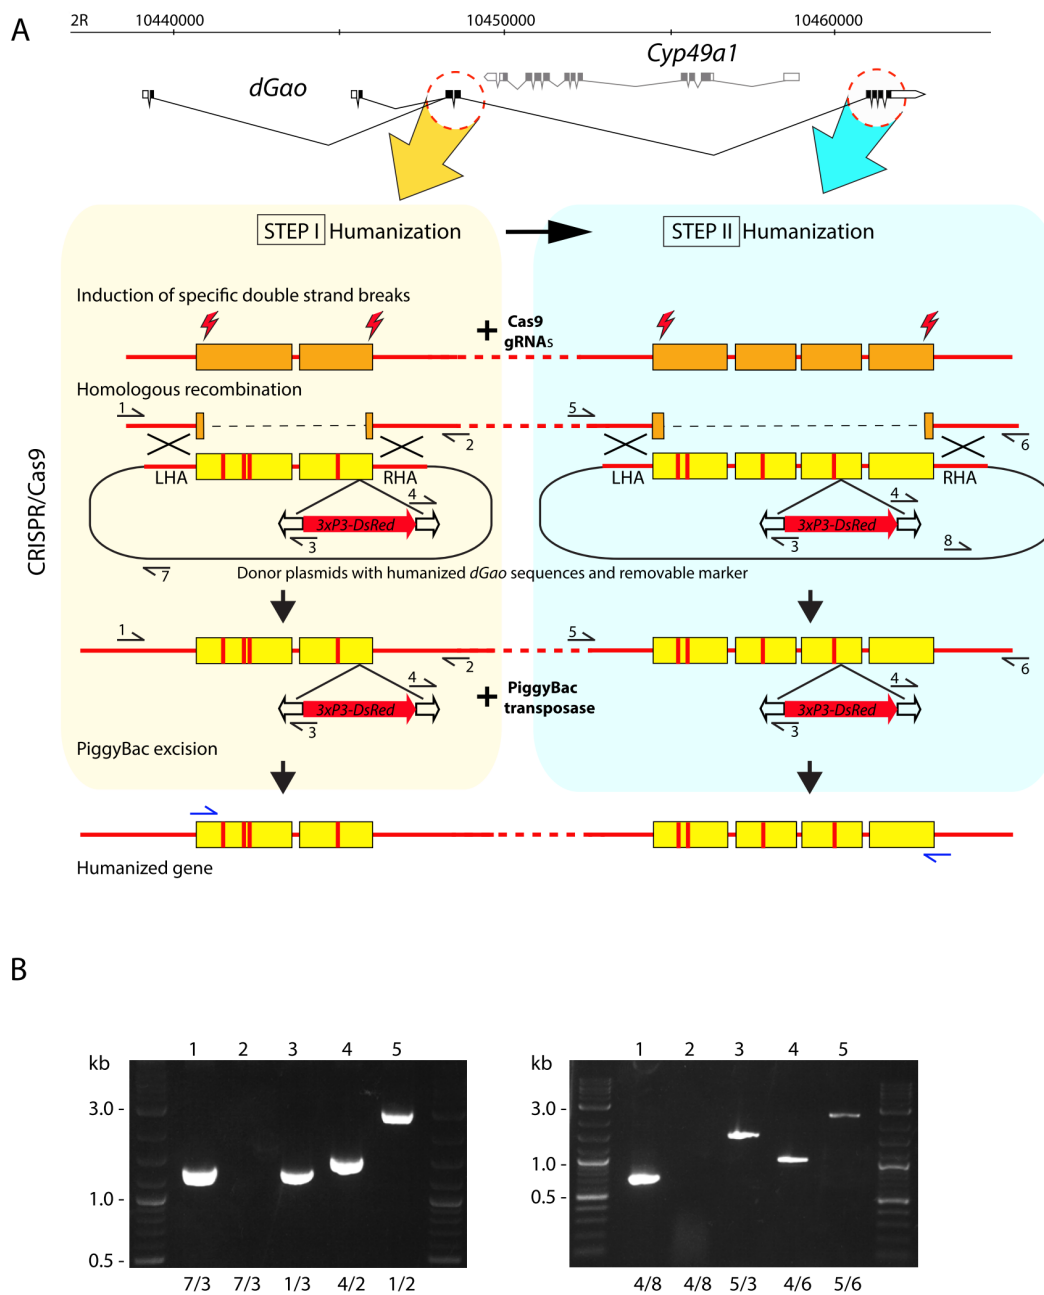 A
2R 10440000 10450000 10460000
Cyp49a1
dGao
STEP I Humanization
STEP II Humanization
Induction of specific double strand breaks
+ Cas9
gRNAs
Homologous recombination
1
5
2
6
LHA
RHA
LHA
RHA
4
4
3xP3-DsRed
3xP3-DsRed
3
3
8
7
CRISPR/Cas9
Donor plasmids with humanized dGao sequences and removable marker
1
5
2
6
4
4
+ PiggyBac
transposase
3xP3-DsRed
3xP3-DsRed
3
3
PiggyBac excision
Humanized gene
B
kb 1 2 3 4 5
3.0 -
1.0 -
0.5 -
7/3 7/3 1/3 4/2 1/2
kb 1 2 3 4 5
3.0 -
1.0 -
0.5 -
4/8 4/8 5/3 4/6 5/6